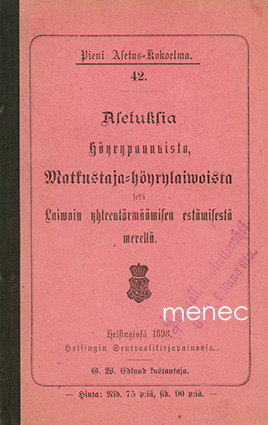 Pieni Asetus-Kokoelma.
42.
Asetuksia
Höyrypannuista,
Matkustaja-höyrylaiwoista
sekä
Laiwain yhteentörmäämisen estämisestä
merellä.
menec
Helsingissä 1898.
Helsingin Sentraalikirjapainossa.
G. W. Edlund kustantaja.
— Hinta: Nid. 75 p:iä, sid. 90 p:iä. —